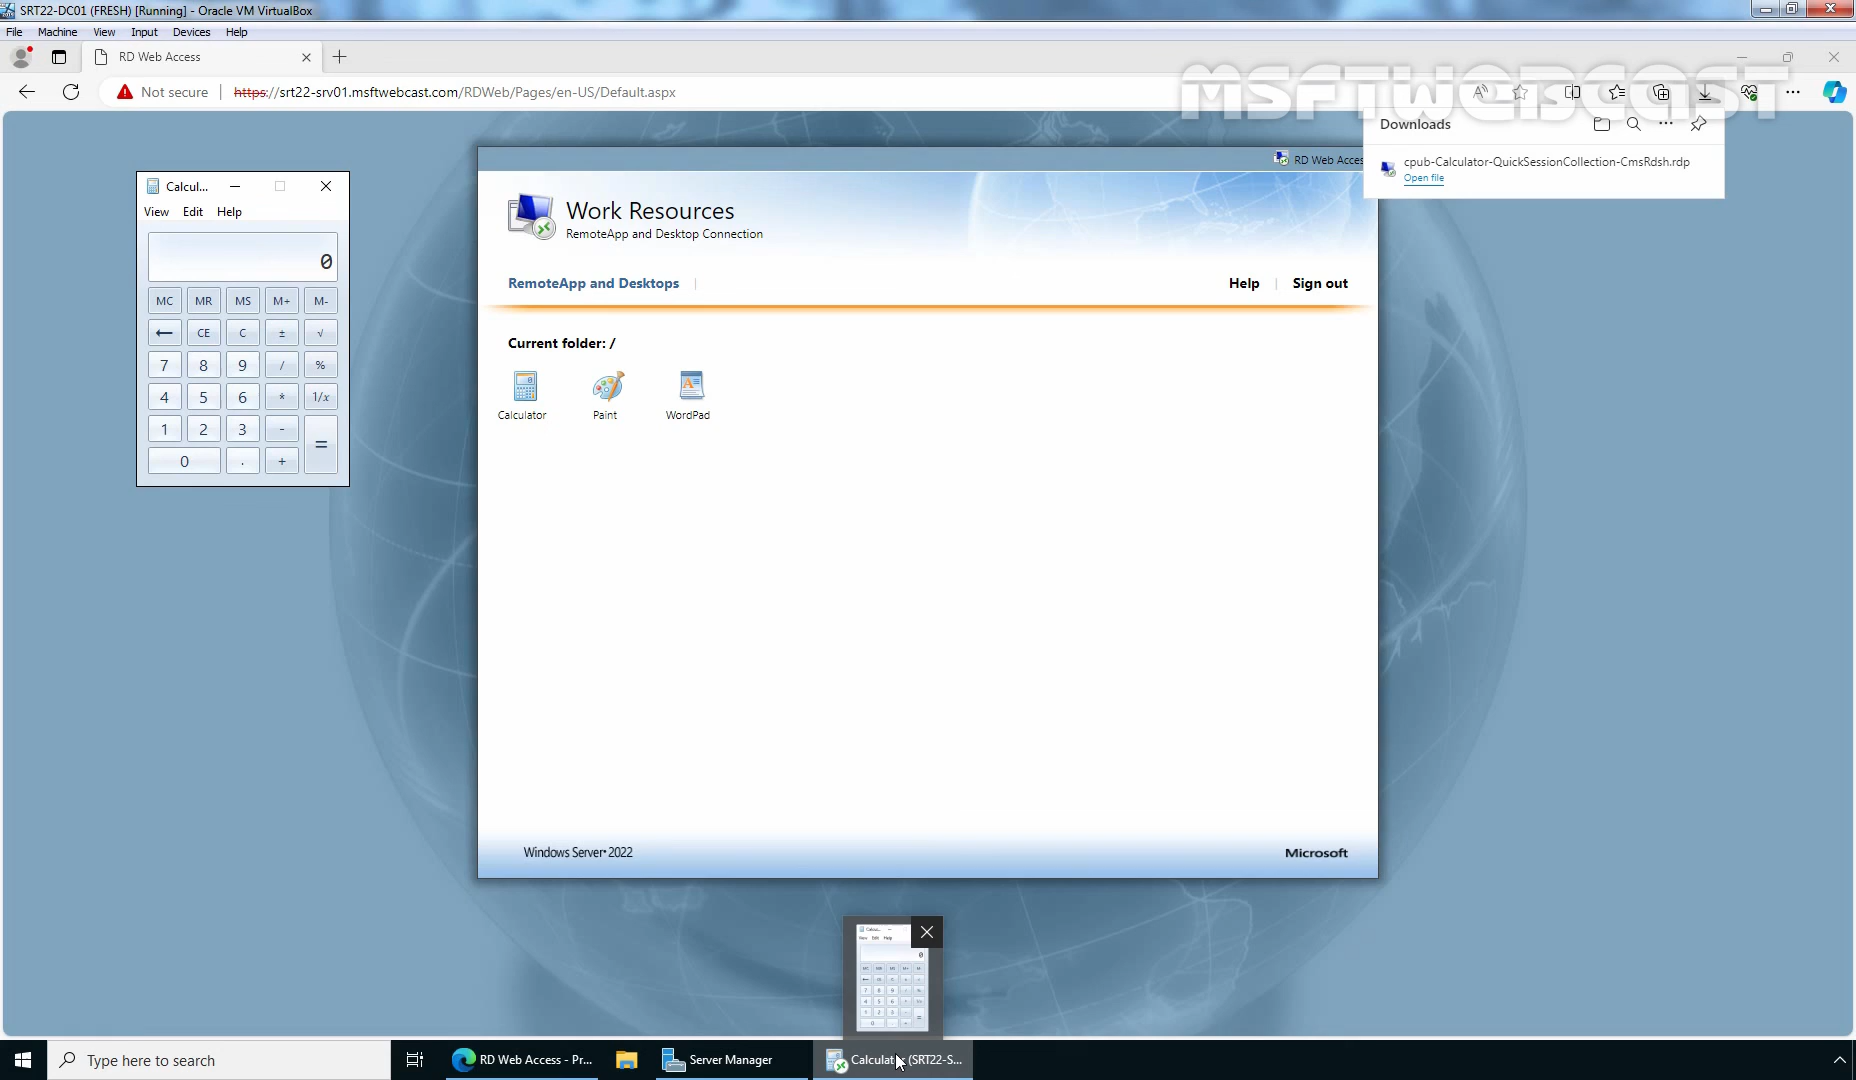 SRT22-DC01 (FRESH) [Running] - Oracle VM VirtualBox
File Machine View Input Devices Help
RD Web Access
Not secure https://srt22-srv01.msftwebcast.com/RDWeb/Pages/en-US/Default.aspx
MSFTWEBCAST
Downloads
cpub-Calculator-QuickSessionCollection-CmsRdsh.rdp
Open file
RD Web Acces
Calcul...
View Edit Help
0
MC MR MS M+ M-
CE C ± √
7 8 9 / %
4 5 6 * 1/x
1 2 3 - =
0 . +
Work Resources
RemoteApp and Desktop Connection
RemoteApp and Desktops
Help Sign out
Current folder: /
Calculator Paint WordPad
Windows Server 2022
Microsoft
Type here to search
RD Web Access - Pr...
Server Manager
Calculator (SRT22-S...